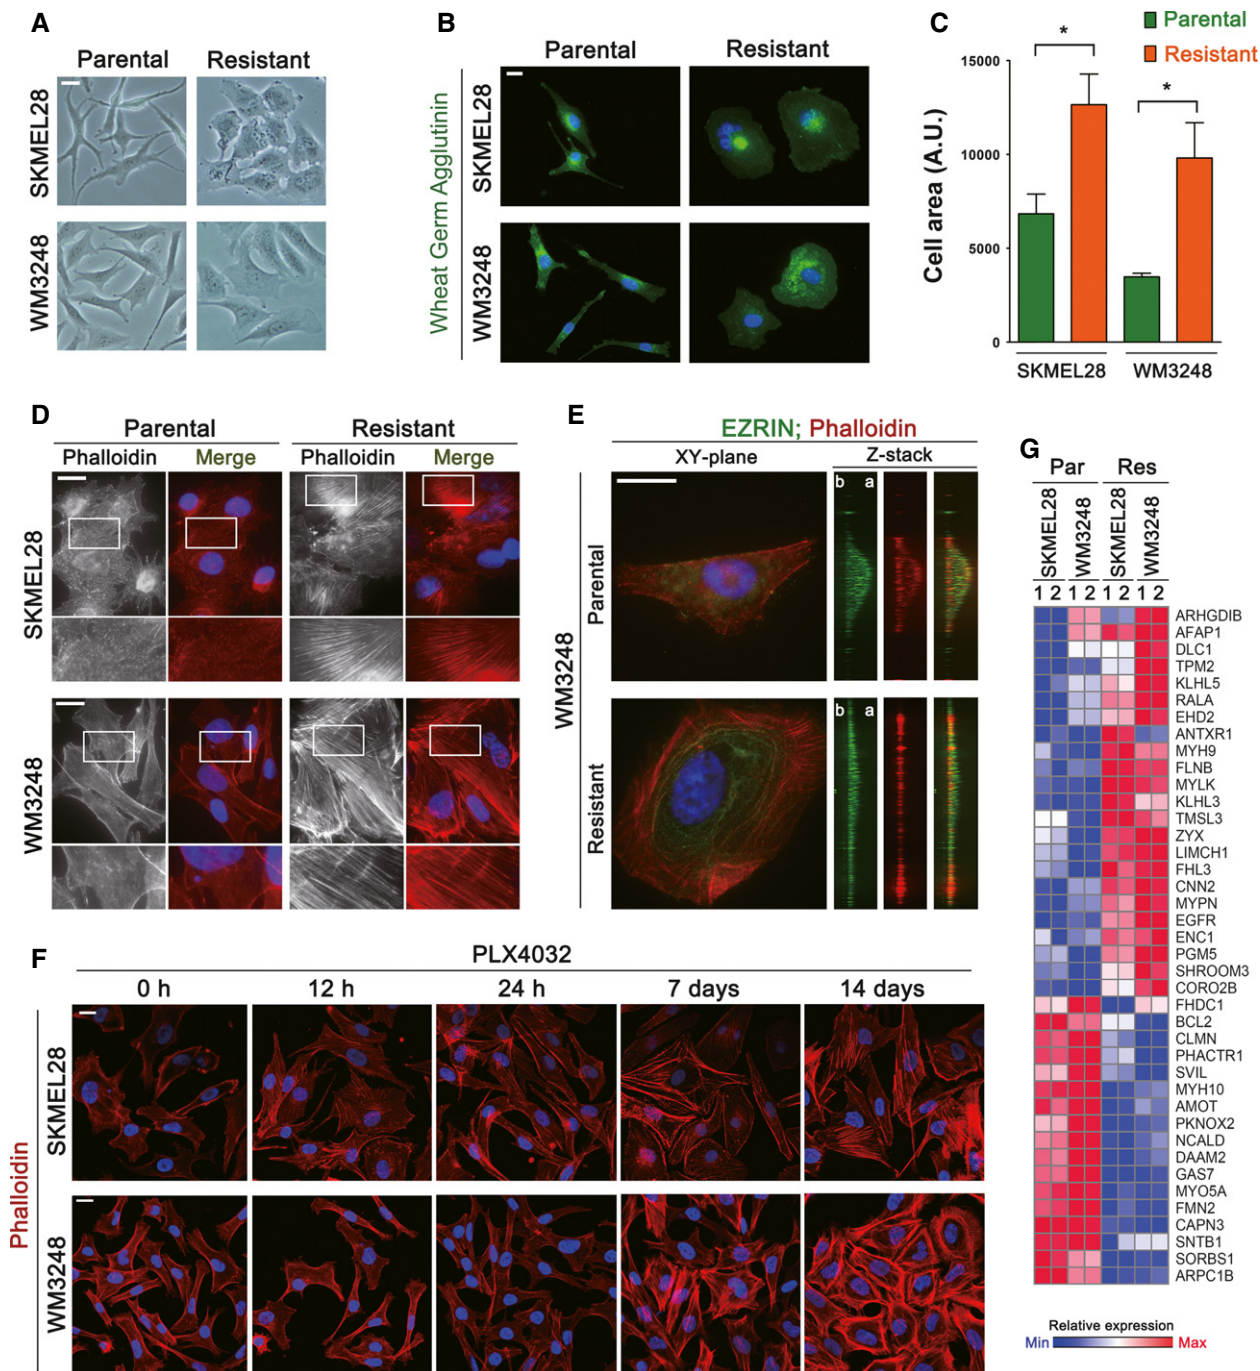 A
Parental
Resistant
SKMEL28
WM3248
B
Parental
Resistant
Wheat Germ Agglutinin
SKMEL28
WM3248
C
Parental
Resistant
*
*
Cell area (A.U.)
15000
10000
5000
0
SKMEL28
WM3248
D
Parental
Resistant
Phalloidin
Merge
Phalloidin
Merge
SKMEL28
WM3248
E
EZRIN; Phalloidin
XY-plane
Z-stack
WM3248
Parental
b a
Resistant
b a
F
PLX4032
0 h
12 h
24 h
7 days
14 days
Phalloidin
SKMEL28
WM3248
G
Par
Res
SKMEL28
WM3248
SKMEL28
WM3248
1 2 1 2 1 2 1 2
ARHGDIB
AFAP1
DLC1
TPM2
KLHL5
RALA
EHD2
ANTXR1
MYH9
FLNB
MYLK
KLHL3
TMSL3
ZYX
LIMCH1
FHL3
CNN2
MYPN
EGFR
ENC1
PGM5
SHROOM3
CORO2B
FHDC1
BCL2
CLMN
PHACTR1
SVIL
MYH10
AMOT
PKNOX2
NCALD
DAAM2
GAS7
MYO5A
FMN2
CAPN3
SNTB1
SORBS1
ARPC1B
Relative expression
Min
Max